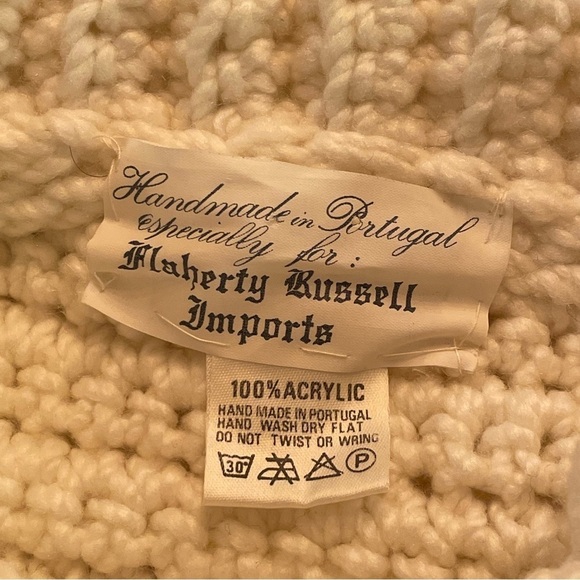 Handmade in Portugal
especially for:
Flaherty Russell
Imports
100% ACRYLIC
HAND MADE IN PORTUGAL
HAND WASH DRY FLAT
DO NOT TWIST OR WRING
30° P